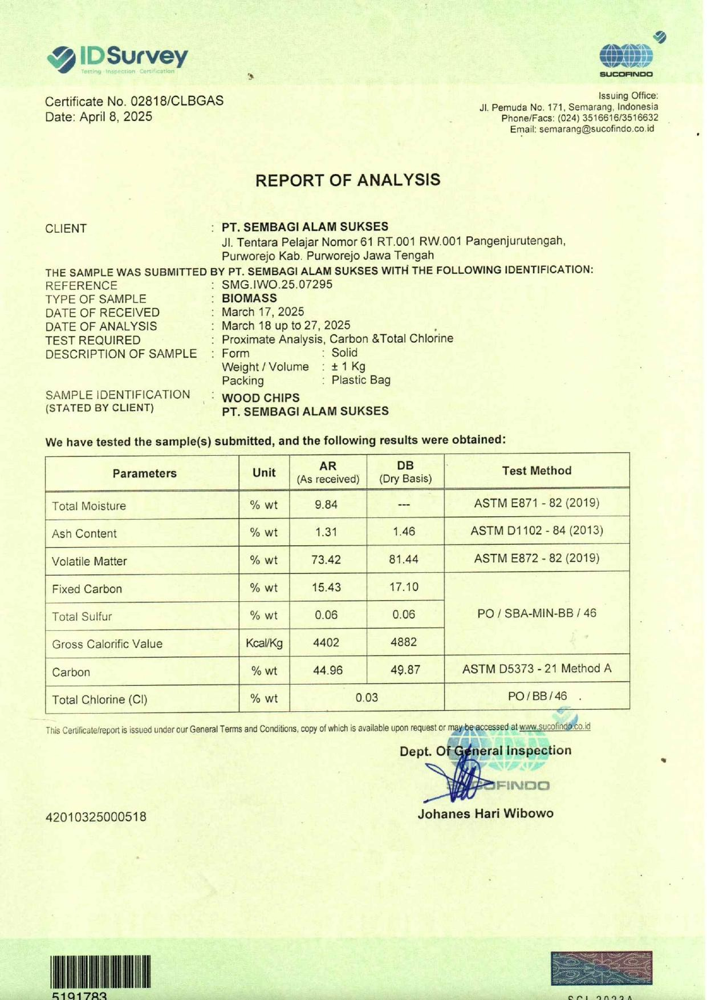 IDSurvey
Testing · Inspection · Certification
SUCOFINDO
Certificate No. 02818/CLBGAS
Date: April 8, 2025
Issuing Office:
Jl. Pemuda No. 171, Semarang, Indonesia
Phone/Facs: (024) 3516616/3516632
Email: semarang@sucofindo.co.id
REPORT OF ANALYSIS
CLIENT : PT. SEMBAGI ALAM SUKSES
Jl. Tentara Pelajar Nomor 61 RT.001 RW.001 Pangenjurutengah,
Purworejo Kab. Purworejo Jawa Tengah
THE SAMPLE WAS SUBMITTED BY PT. SEMBAGI ALAM SUKSES WITH THE FOLLOWING IDENTIFICATION:
REFERENCE : SMG.IWO.25.07295
TYPE OF SAMPLE : BIOMASS
DATE OF RECEIVED : March 17, 2025
DATE OF ANALYSIS : March 18 up to 27, 2025
TEST REQUIRED : Proximate Analysis, Carbon &Total Chlorine
DESCRIPTION OF SAMPLE : Form : Solid
Weight / Volume : ± 1 Kg
Packing : Plastic Bag
SAMPLE IDENTIFICATION : WOOD CHIPS
(STATED BY CLIENT) PT. SEMBAGI ALAM SUKSES
We have tested the sample(s) submitted, and the following results were obtained:
Parameters Unit AR (As received) DB (Dry Basis) Test Method
Total Moisture % wt 9.84 --- ASTM E871 - 82 (2019)
Ash Content % wt 1.31 1.46 ASTM D1102 - 84 (2013)
Volatile Matter % wt 73.42 81.44 ASTM E872 - 82 (2019)
Fixed Carbon % wt 15.43 17.10
Total Sulfur % wt 0.06 0.06 PO / SBA-MIN-BB / 46
Gross Calorific Value Kcal/Kg 4402 4882
Carbon % wt 44.96 49.87 ASTM D5373 - 21 Method A
Total Chlorine (Cl) % wt 0.03 PO / BB / 46
This Certificate/report is issued under our General Terms and Conditions, copy of which is available upon request or may be accessed at www.sucofindo.co.id
Dept. Of General Inspection
SUCOFINDO
Johanes Hari Wibowo
42010325000518
5191783
SCI 2023A